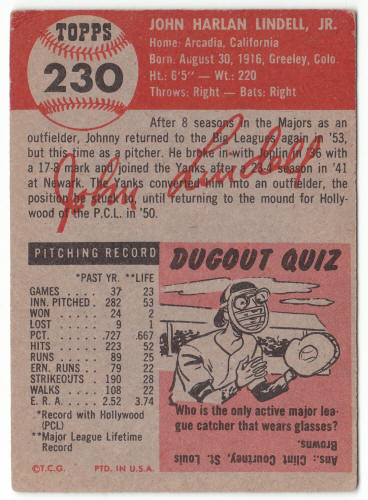 TOPPS
230
JOHN HARLAN LINDELL, JR.
Home: Arcadia, California
Born: August 30, 1916, Greeley, Colo.
Ht.: 6'5" — Wt.: 220
Throws: Right — Bats: Right
After 8 seasons in the Majors as an
outfielder, Johnny returned to the Big Leagues again in '53,
but this time as a pitcher. He broke in with Joplin in '36 with
a 17-8 mark and joined the Yanks after a 23-4 season in '41
at Newark. The Yanks converted him into an outfielder, the
position he stuck to, until returning to the mound for Holly-
wood of the P.C.L. in '50.
John Lindell
PITCHING RECORD
*PAST YR. **LIFE
GAMES 37 23
INN. PITCHED 282 53
WON 24 2
LOST 9 1
PCT. .727 .667
HITS 223 52
RUNS 89 25
ERN. RUNS 79 22
STRIKEOUTS 190 28
WALKS 108 22
E. R. A. 2.52 3.74
*Record with Hollywood
(PCL)
**Major League Lifetime
Record
©T.C.G. PTD. IN U.S.A.
DUGOUT QUIZ
Who is the only active major lea-
gue catcher that wears glasses?
Ans.: Clint Courtney, St. Louis
Browns.